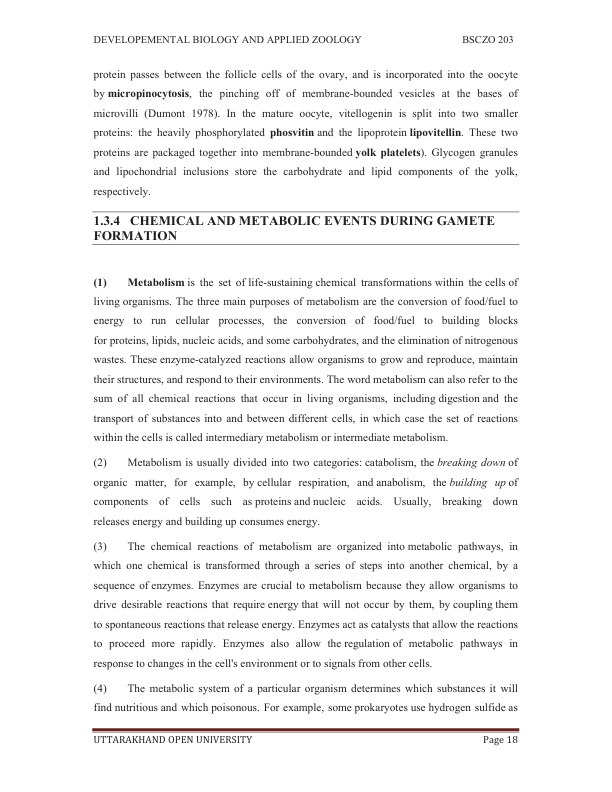 DEVELOPEMENTAL BIOLOGY AND APPLIED ZOOLOGY BSCZO 203
protein passes between the follicle cells of the ovary, and is incorporated into the oocyte
by micropinocytosis, the pinching off of membrane-bounded vesicles at the bases of
microvilli (Dumont 1978). In the mature oocyte, vitellogenin is split into two smaller
proteins: the heavily phosphorylated phosvitin and the lipoprotein lipovitellin. These two
proteins are packaged together into membrane-bounded yolk platelets). Glycogen granules
and lipochondrial inclusions store the carbohydrate and lipid components of the yolk,
respectively.
1.3.4 CHEMICAL AND METABOLIC EVENTS DURING GAMETE
FORMATION
(1) Metabolism is the set of life-sustaining chemical transformations within the cells of
living organisms. The three main purposes of metabolism are the conversion of food/fuel to
energy to run cellular processes, the conversion of food/fuel to building blocks
for proteins, lipids, nucleic acids, and some carbohydrates, and the elimination of nitrogenous
wastes. These enzyme-catalyzed reactions allow organisms to grow and reproduce, maintain
their structures, and respond to their environments. The word metabolism can also refer to the
sum of all chemical reactions that occur in living organisms, including digestion and the
transport of substances into and between different cells, in which case the set of reactions
within the cells is called intermediary metabolism or intermediate metabolism.
(2) Metabolism is usually divided into two categories: catabolism, the breaking down of
organic matter, for example, by cellular respiration, and anabolism, the building up of
components of cells such as proteins and nucleic acids. Usually, breaking down
releases energy and building up consumes energy.
(3) The chemical reactions of metabolism are organized into metabolic pathways, in
which one chemical is transformed through a series of steps into another chemical, by a
sequence of enzymes. Enzymes are crucial to metabolism because they allow organisms to
drive desirable reactions that require energy that will not occur by them, by coupling them
to spontaneous reactions that release energy. Enzymes act as catalysts that allow the reactions
to proceed more rapidly. Enzymes also allow the regulation of metabolic pathways in
response to changes in the cell's environment or to signals from other cells.
(4) The metabolic system of a particular organism determines which substances it will
find nutritious and which poisonous. For example, some prokaryotes use hydrogen sulfide as
UTTARAKHAND OPEN UNIVERSITY Page 18